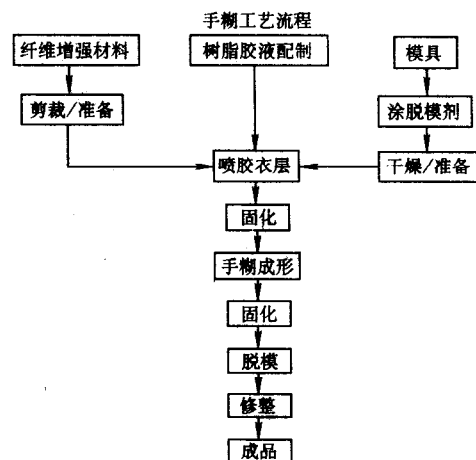 手糊工艺流程
纤维增强材料
树脂胶液配制
模具
剪裁/准备
涂脱模剂
喷胶衣层
干燥/准备
固化
手糊成形
固化
脱模
修整
成品